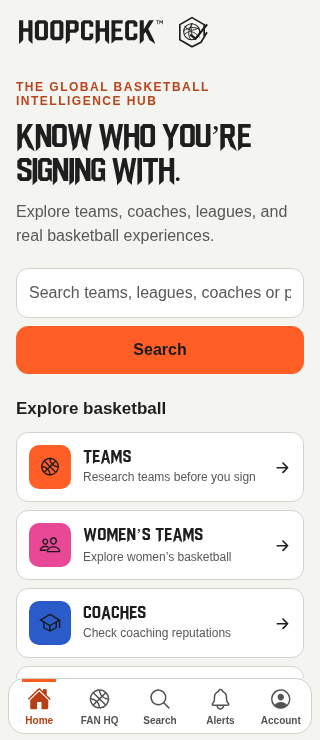 HOOPCHECK™
THE GLOBAL BASKETBALL
INTELLIGENCE HUB
KNOW WHO YOU’RE
SIGNING WITH.
Explore teams, coaches, leagues, and
real basketball experiences.
Search teams, leagues, coaches or p
Search
Explore basketball
TEAMS
Research teams before you sign
WOMEN’S TEAMS
Explore women’s basketball
COACHES
Check coaching reputations
Home
FAN HQ
Search
Alerts
Account